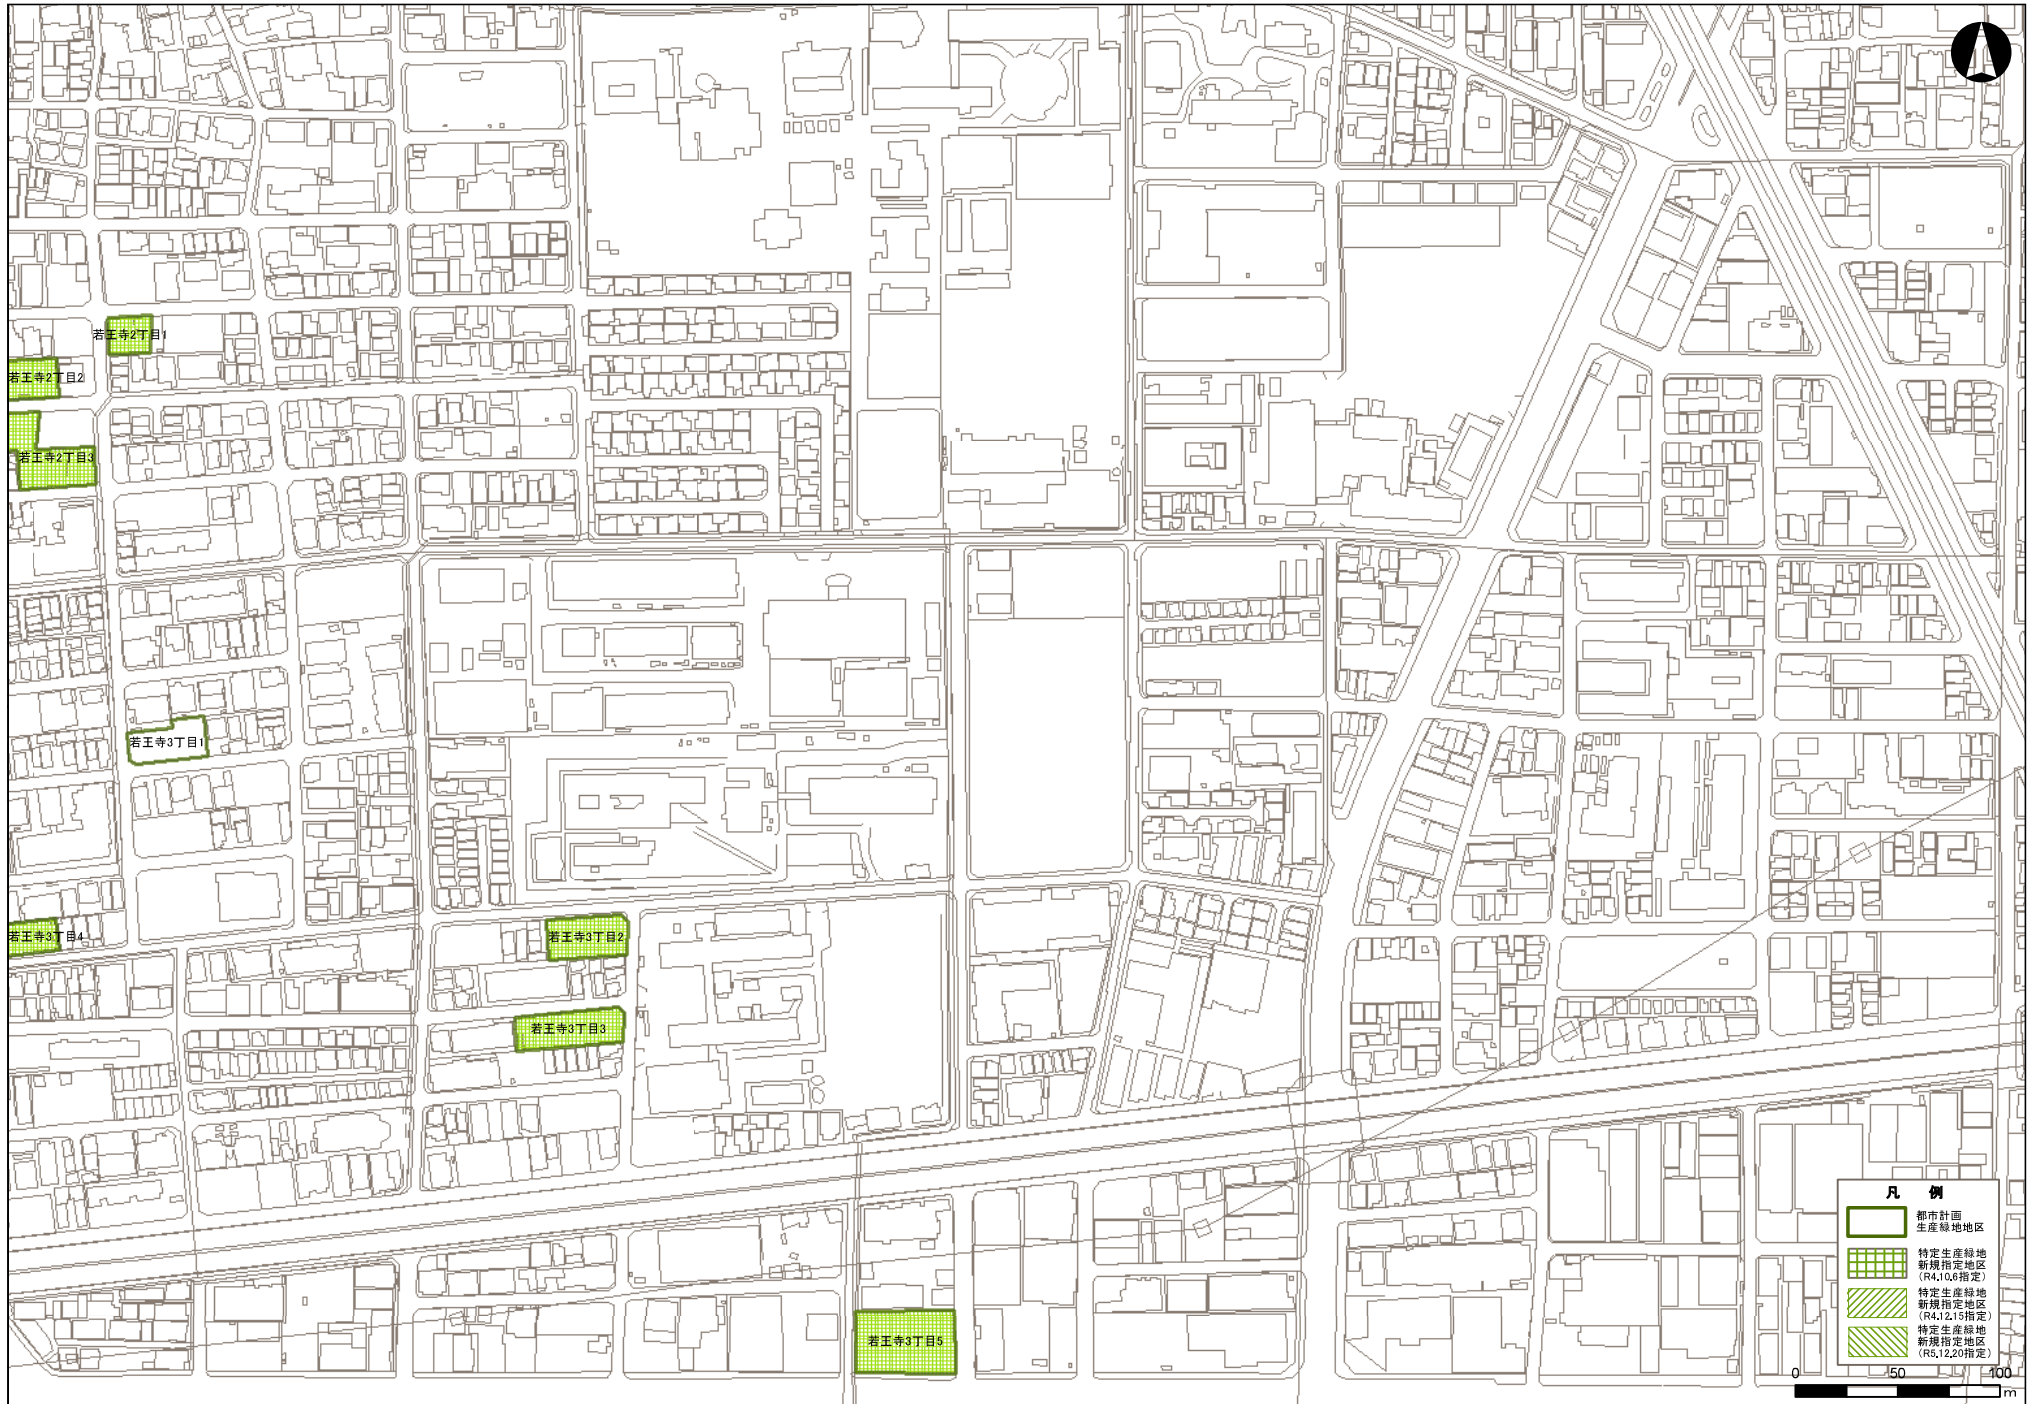 若王寺2丁目1
若王寺2丁目2
若王寺2丁目3
若王寺3丁目1
若王寺3丁目4
若王寺3丁目2
若王寺3丁目3
若王寺3丁目5
凡 例
都市計画
生産緑地地区
特定生産緑地
新規指定地区
(R4.10.6指定)
特定生産緑地
新規指定地区
(R4.12.15指定)
特定生産緑地
新規指定地区
(R5.12.20指定)
0 50 100
m